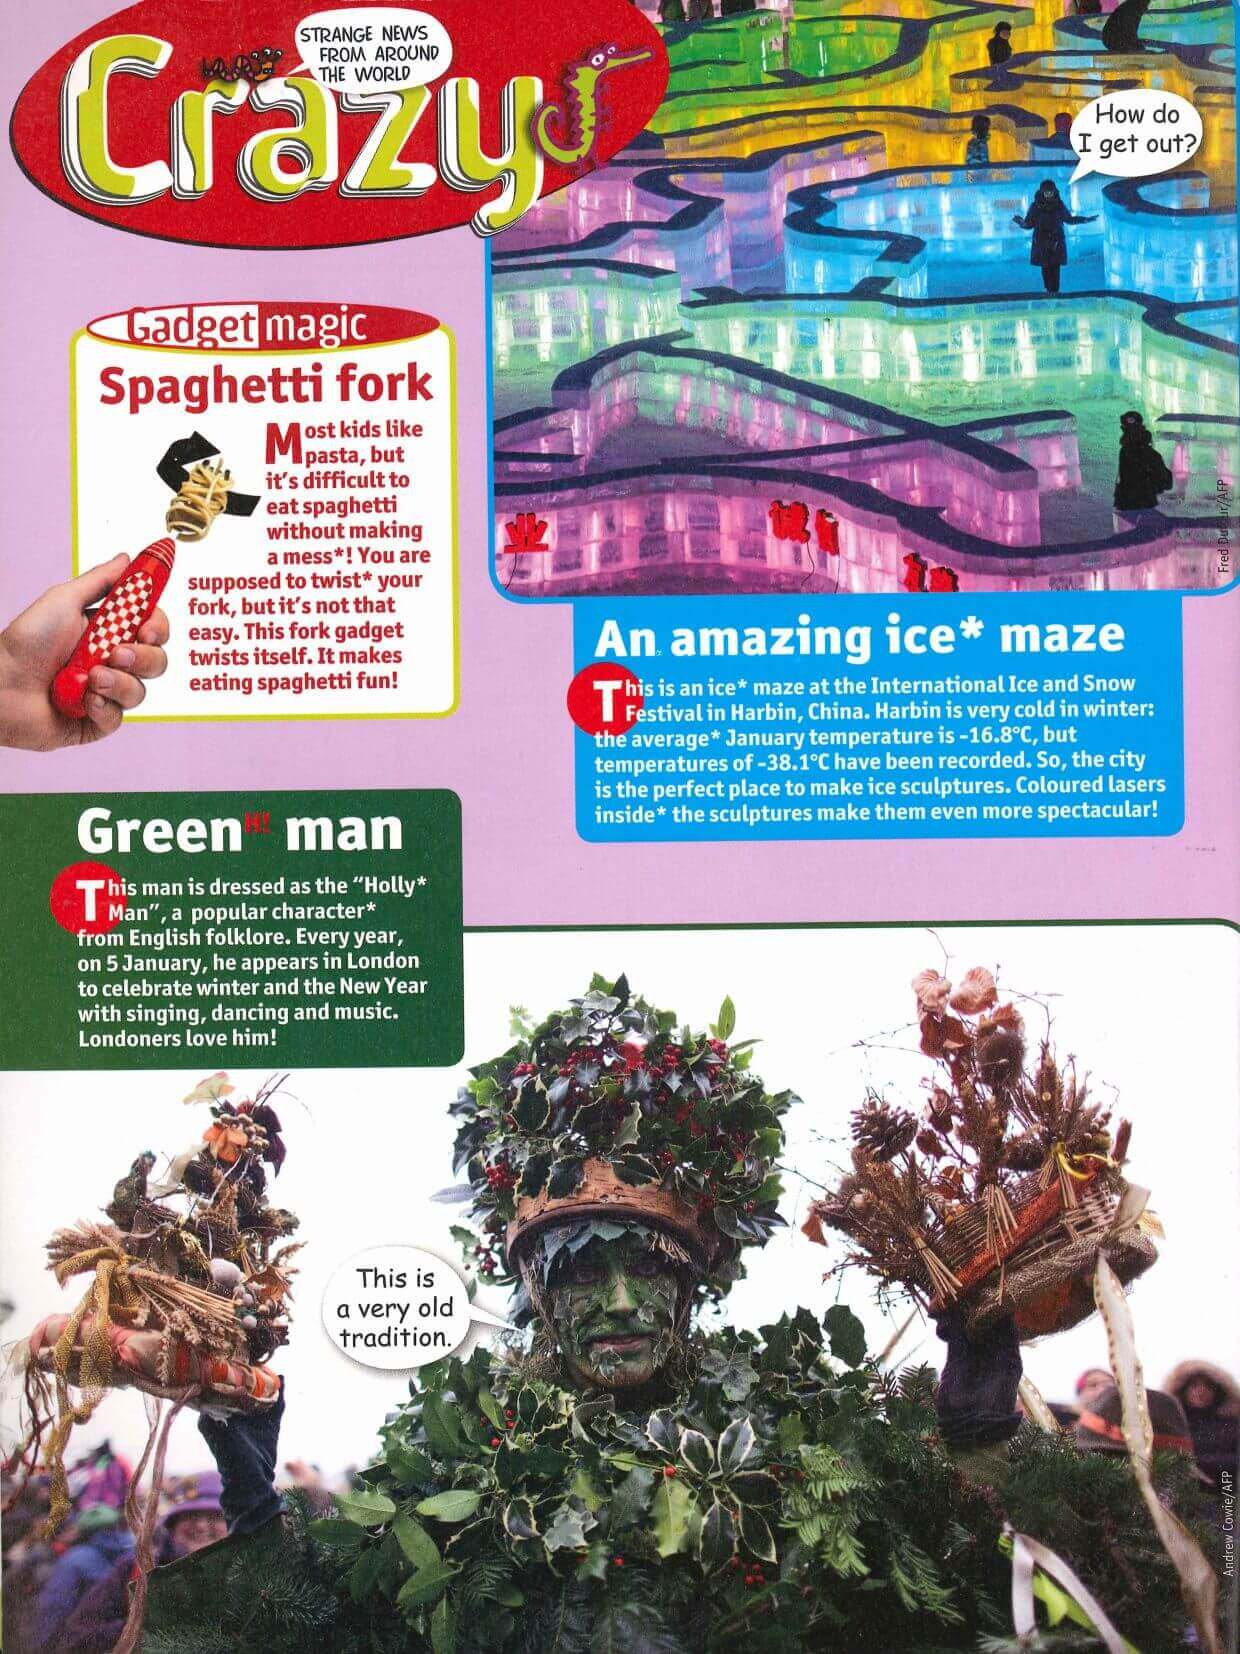 Crazy
STRANGE NEWS
FROM AROUND
THE WORLD
How do
I get out?
Fred Dufour/AFP
Gadget magic
Spaghetti fork
Most kids like
pasta, but
it's difficult to
eat spaghetti
without making
a mess*! You are
supposed to twist* your
fork, but it's not that
easy. This fork gadget
twists itself. It makes
eating spaghetti fun!
业
An amazing ice* maze
This is an ice* maze at the International Ice and Snow
Festival in Harbin, China. Harbin is very cold in winter:
the average* January temperature is -16.8°C, but
temperatures of -38.1°C have been recorded. So, the city
is the perfect place to make ice sculptures. Coloured lasers
inside* the sculptures make them even more spectacular!
Green H! man
This man is dressed as the "Holly*
Man", a popular character*
from English folklore. Every year,
on 5 January, he appears in London
to celebrate winter and the New Year
with singing, dancing and music.
Londoners love him!
This is
a very old
tradition.
Andrew Cowie/AFP